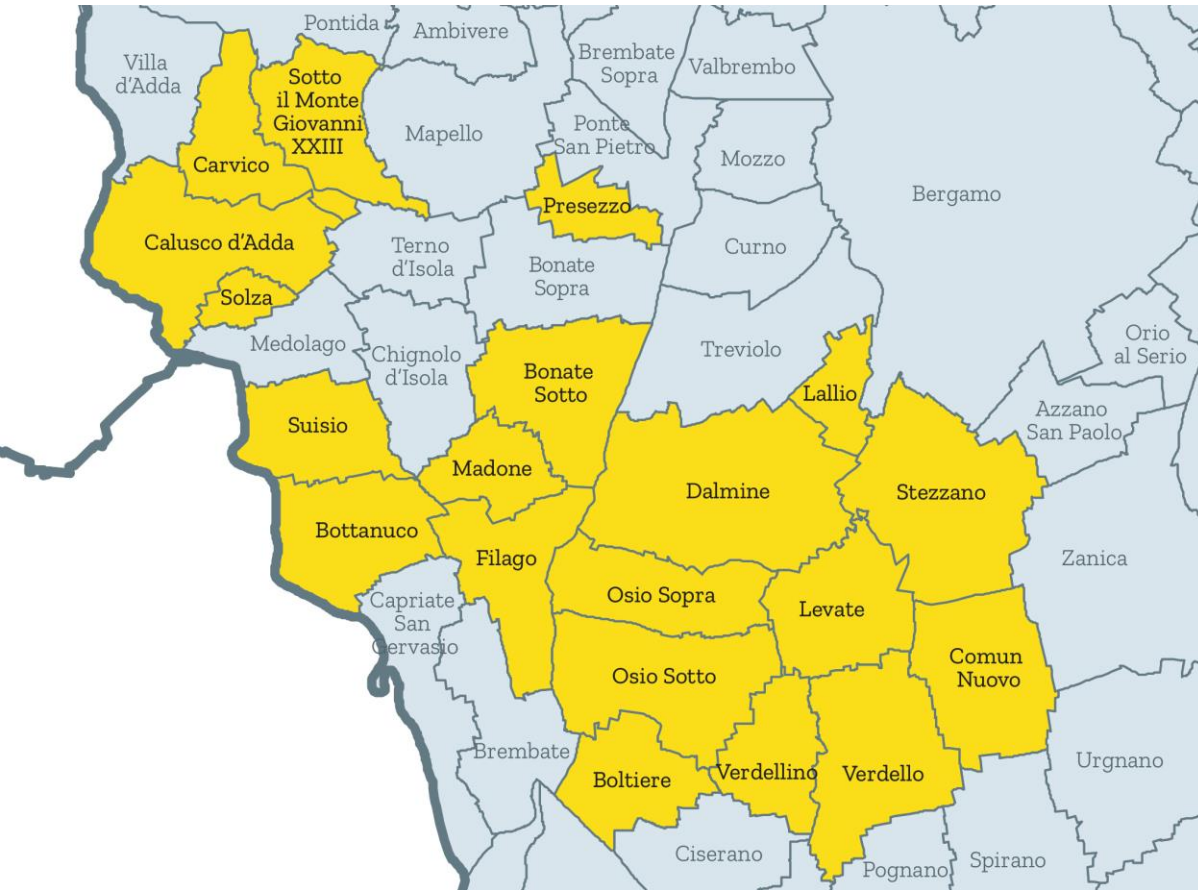 Pontida
Ambivere
Villa
d'Adda
Brembate
Sopra
Valbrembo
Sotto
il Monte
Giovanni
XXIII
Mapello
Ponte
San Pietro
Mozzo
Carvico
Bergamo
Presezzo
Calusco d'Adda
Terno
d'Isola
Curno
Bonate
Sopra
Solza
Medolago
Chignolo
d'Isola
Treviolo
Orio
al Serio
Bonate
Sotto
Lallio
Azzano
San Paolo
Suisio
Madone
Dalmine
Stezzano
Bottanuco
Filago
Zanica
Capriate
San
Gervasio
Osio Sopra
Levate
Osio Sotto
Comun
Nuovo
Brembate
Boltiere
Verdellino
Verdello
Urgnano
Ciserano
Pognano
Spirano